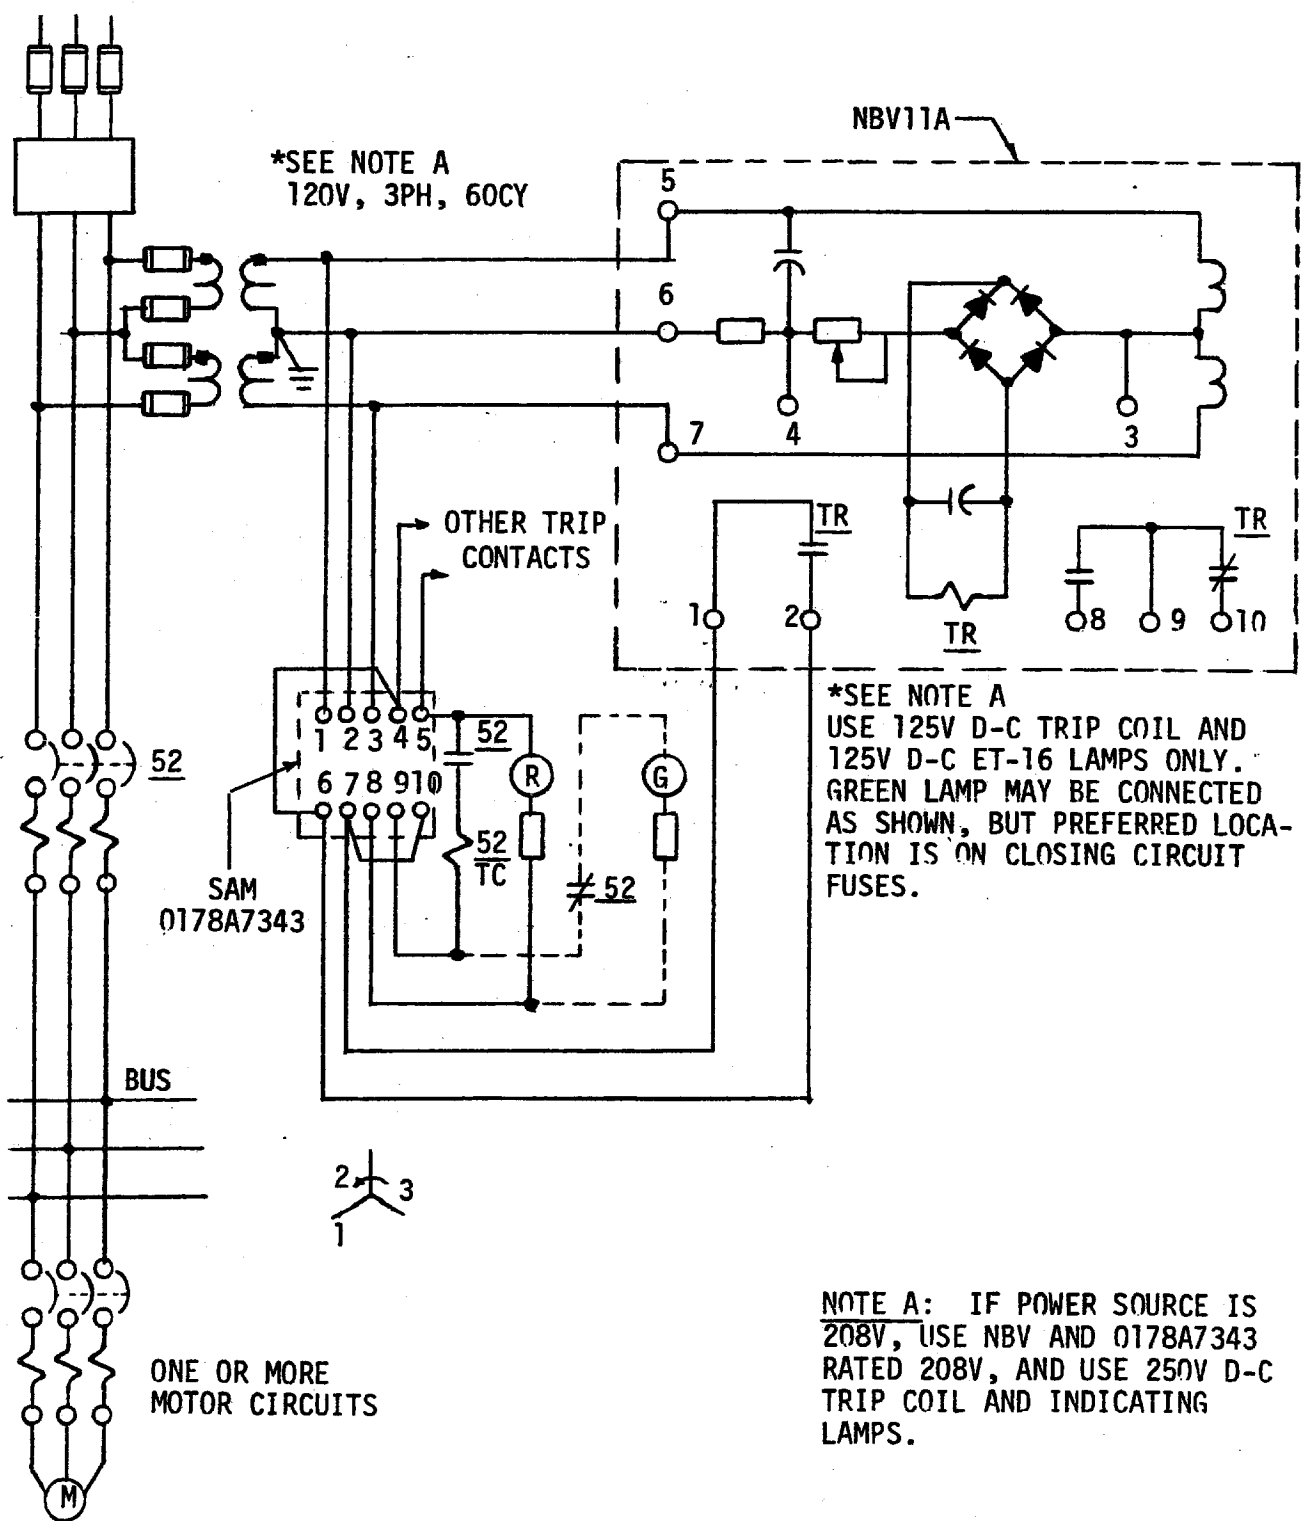 NBV11A
*SEE NOTE A
120V, 3PH, 60CY
5
6
7
4
3
OTHER TRIP
CONTACTS
TR
TR
TR
1
2
8
9
10
1 2 3 4 5
6 7 8 9 10
52
52
R
G
52
TC
52
SAM
0178A7343
*SEE NOTE A
USE 125V D-C TRIP COIL AND
125V D-C ET-16 LAMPS ONLY.
GREEN LAMP MAY BE CONNECTED
AS SHOWN, BUT PREFERRED LOCA-
TION IS ON CLOSING CIRCUIT
FUSES.
BUS
2
3
1
ONE OR MORE
MOTOR CIRCUITS
M
NOTE A: IF POWER SOURCE IS
208V, USE NBV AND 0178A7343
RATED 208V, AND USE 250V D-C
TRIP COIL AND INDICATING
LAMPS.